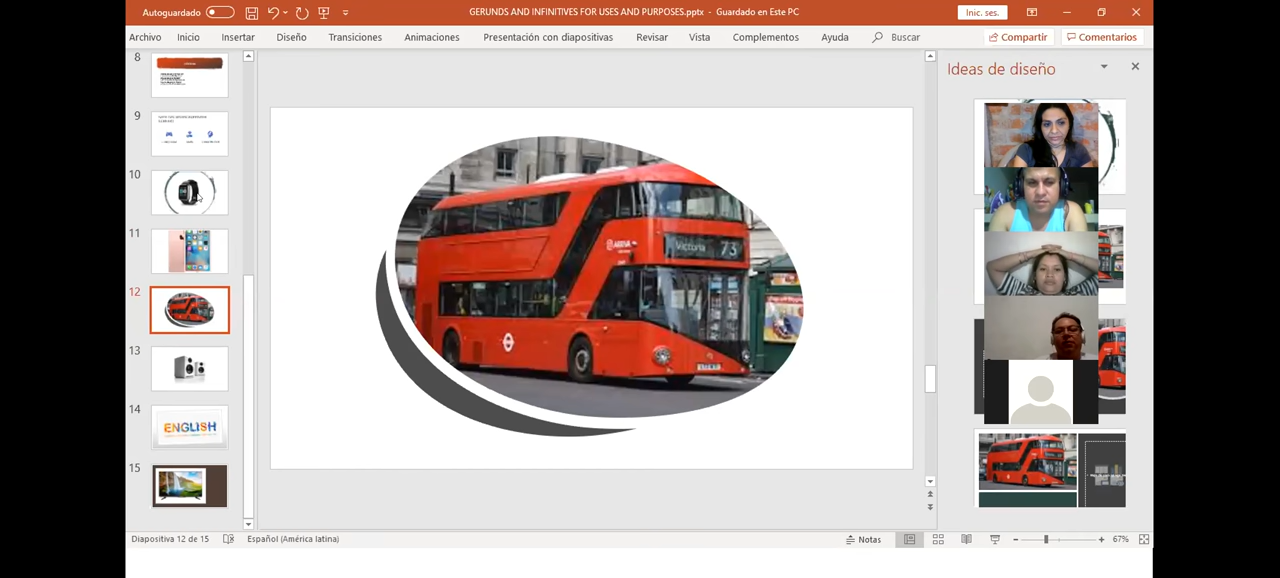 Autoguardado
GERUNDS AND INFINITIVES FOR USES AND PURPOSES.pptx - Guardado en Este PC
Inic. ses.
Archivo Inicio Insertar Diseño Transiciones Animaciones Presentación con diapositivas Revisar Vista Complementos Ayuda Buscar Compartir Comentarios
Ideas de diseño
8
9
10
11
12
13
14
15
ENGLISH
ARRIVA
Victoria 73
Diapositiva 12 de 15 Español (América latina) Notas 67%